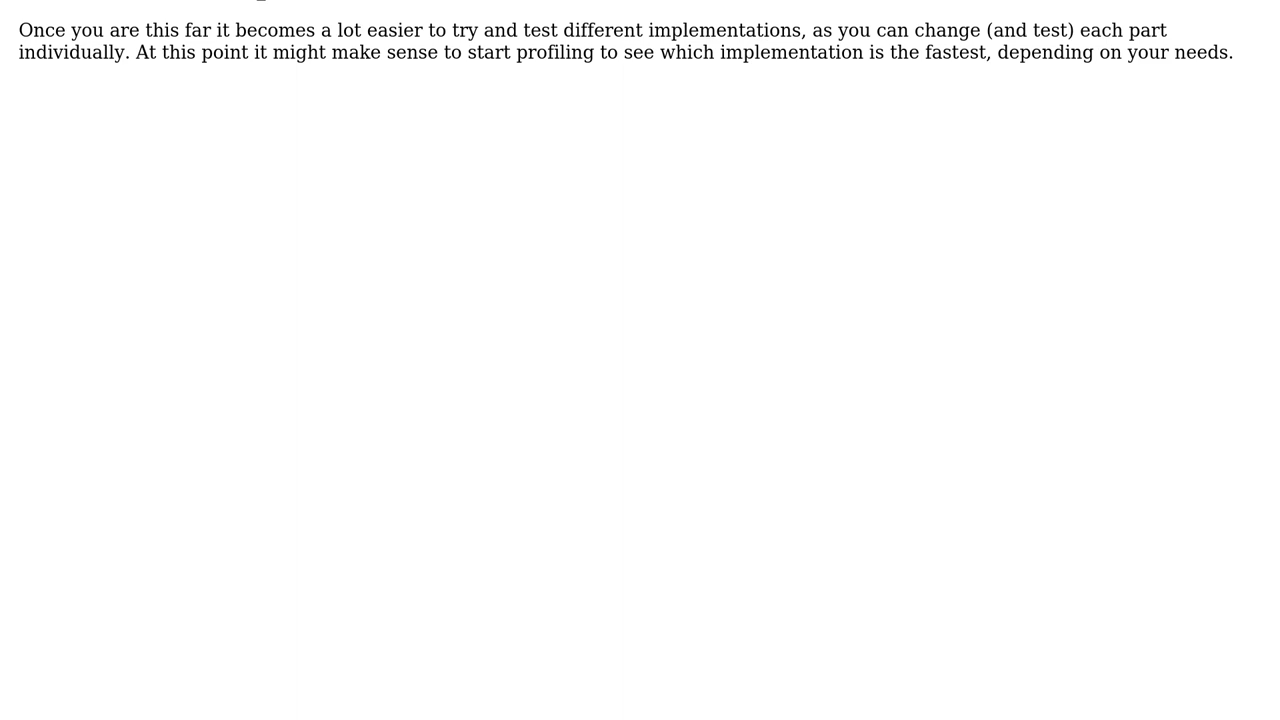 Once you are this far it becomes a lot easier to try and test different implementations, as you can change (and test) each part
individually. At this point it might make sense to start profiling to see which implementation is the fastest, depending on your needs.